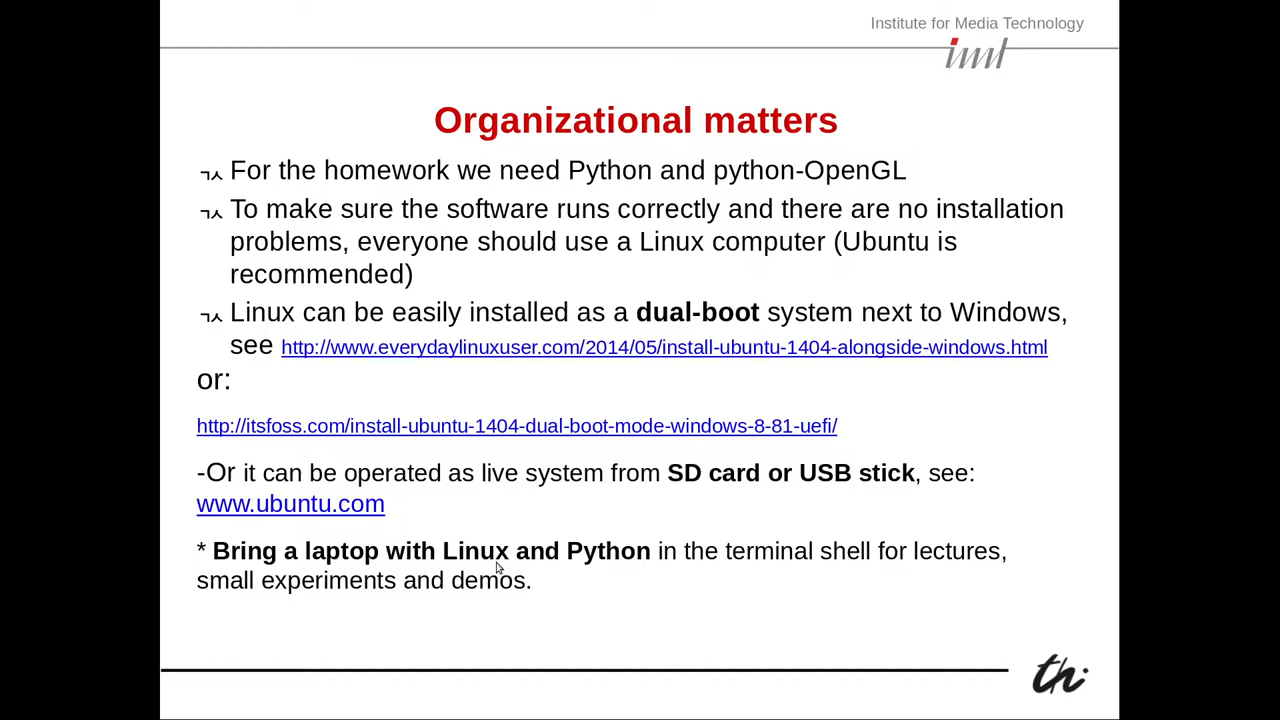 Institute for Media Technology
imt
Organizational matters
For the homework we need Python and python-OpenGL
To make sure the software runs correctly and there are no installation
problems, everyone should use a Linux computer (Ubuntu is
recommended)
Linux can be easily installed as a dual-boot system next to Windows,
see http://www.everydaylinuxuser.com/2014/05/install-ubuntu-1404-alongside-windows.html
or:
http://itsfoss.com/install-ubuntu-1404-dual-boot-mode-windows-8-81-uefi/
-Or it can be operated as live system from SD card or USB stick, see:
www.ubuntu.com
* Bring a laptop with Linux and Python in the terminal shell for lectures,
small experiments and demos.
th